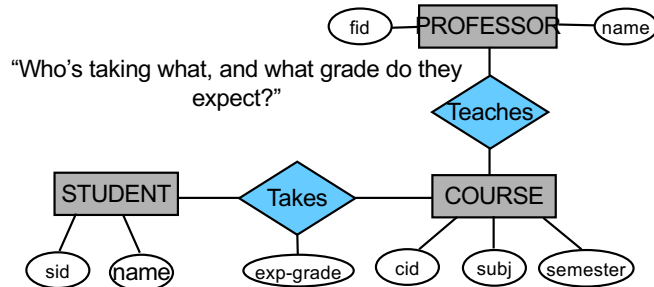 fid
PROFESSOR
name
“Who’s taking what, and what grade do they
expect?”
Teaches
STUDENT
Takes
COURSE
sid
name
exp-grade
cid
subj
semester